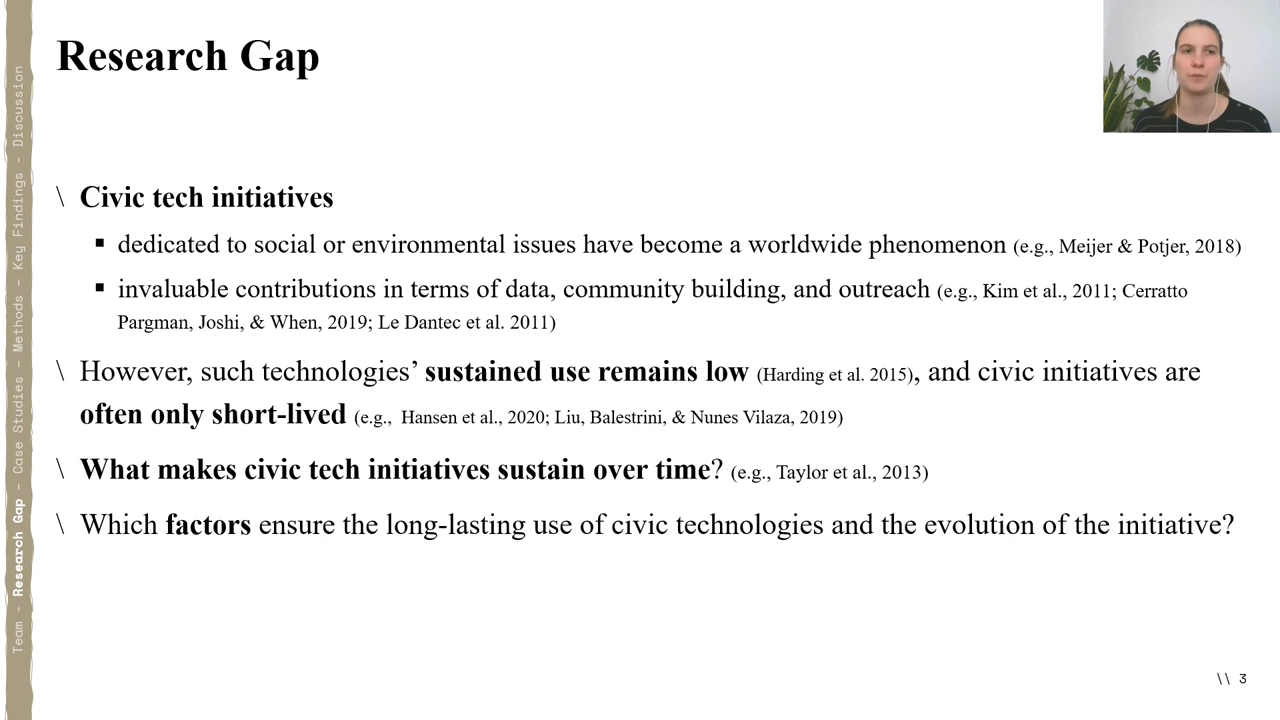 Research Gap
\ Civic tech initiatives
▪ dedicated to social or environmental issues have become a worldwide phenomenon (e.g., Meijer & Potjer, 2018)
▪ invaluable contributions in terms of data, community building, and outreach (e.g., Kim et al., 2011; Cerratto
Pargman, Joshi, & When, 2019; Le Dantec et al. 2011)
\ However, such technologies’ sustained use remains low (Harding et al. 2015), and civic initiatives are
often only short-lived (e.g., Hansen et al., 2020; Liu, Balestrini, & Nunes Vilaza, 2019)
\ What makes civic tech initiatives sustain over time? (e.g., Taylor et al., 2013)
\ Which factors ensure the long-lasting use of civic technologies and the evolution of the initiative?
Team - Research Gap - Case Studies - Methods - Key Findings - Discussion
\\ 3